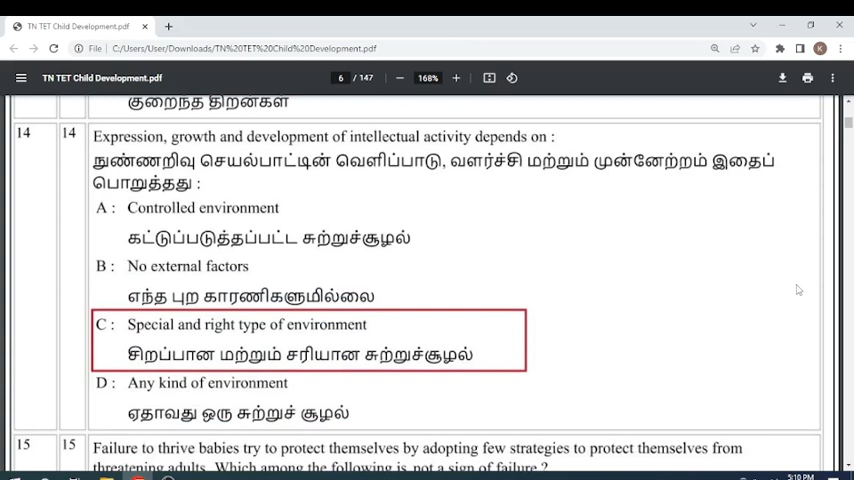 TN TET Child Development.pdf
File
C:/Users/User/Downloads/TN%20TET%20Child%20Development.pdf
K
TN TET Child Development.pdf
6 / 147
168%
குறைந்த திறன்கள்
14 14 Expression, growth and development of intellectual activity depends on :
நுண்ணறிவு செயல்பாட்டின் வெளிப்பாடு, வளர்ச்சி மற்றும் முன்னேற்றம் இதைப்
பொறுத்தது :
A : Controlled environment
கட்டுப்படுத்தப்பட்ட சுற்றுச்சூழல்
B : No external factors
எந்த புற காரணிகளுமில்லை
C : Special and right type of environment
சிறப்பான மற்றும் சரியான சுற்றுச்சூழல்
D : Any kind of environment
ஏதாவது ஒரு சுற்றுச் சூழல்
15 15 Failure to thrive babies try to protect themselves by adopting few strategies to protect themselves from
threatening adults. Which among the following is not a sign of failure ?
5:10 PM